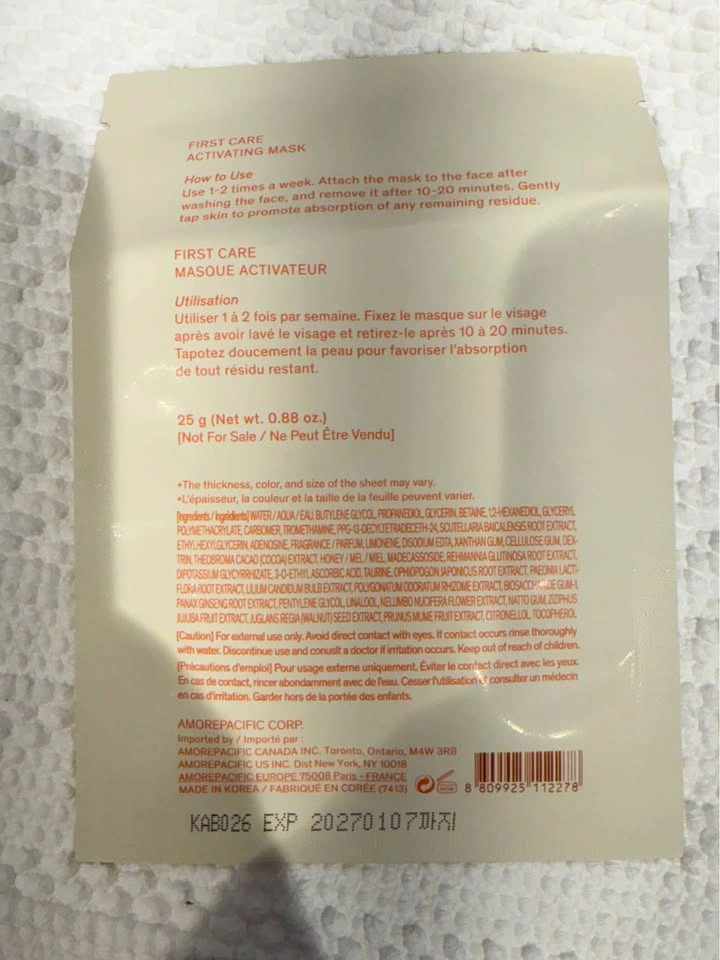 FIRST CARE
ACTIVATING MASK
How to Use
Use 1-2 times a week. Attach the mask to the face after
washing the face, and remove it after 10-20 minutes. Gently
tap skin to promote absorption of any remaining residue.
FIRST CARE
MASQUE ACTIVATEUR
Utilisation
Utiliser 1 à 2 fois par semaine. Fixez le masque sur le visage
après avoir lavé le visage et retirez-le après 10 à 20 minutes.
Tapotez doucement la peau pour favoriser l'absorption
de tout résidu restant.
25 g (Net wt. 0.88 oz.)
[Not For Sale / Ne Peut Être Vendu]
*The thickness, color, and size of the sheet may vary.
*L'épaisseur, la couleur et la taille de la feuille peuvent varier.
[Ingredients / Ingrédients] WATER / AQUA / EAU, BUTYLENE GLYCOL, PROPANEDIOL, GLYCERIN, BETAINE, 1,2-HEXANEDIOL, GLYCERYL
POLYMETHACRYLATE, CARBOMER, TROMETHAMINE, PPG-13-DECYLTETRADECETH-24, SCUTELLARIA BAICALENSIS ROOT EXTRACT,
ETHYLHEXYLGLYCERIN, ADENOSINE, FRAGRANCE / PARFUM, LIMONENE, DISODIUM EDTA, XANTHAN GUM, CELLULOSE GUM, DEX-
TRIN, THEOBROMA CACAO (COCOA) EXTRACT, HONEY / MEL / MIEL, MADECASSOSIDE, REHMANNIA GLUTINOSA ROOT EXTRACT,
DIPOTASSIUM GLYCYRRHIZATE, 3-O-ETHYL ASCORBIC ACID, TAURINE, OPHIOPOGON JAPONICUS ROOT EXTRACT, PAEONIA LACTI-
FLORA ROOT EXTRACT, LILIUM CANDIDUM BULB EXTRACT, POLYGONATUM ODORATUM RHIZOME EXTRACT, BIOSACCHARIDE GUM-1,
PANAX GINSENG ROOT EXTRACT, PENTYLENE GLYCOL, LINALOOL, NELUMBO NUCIFERA FLOWER EXTRACT, NATTO GUM, ZIZIPHUS
JUJUBA FRUIT EXTRACT, JUGLANS REGIA (WALNUT) SEED EXTRACT, PRUNUS MUME FRUIT EXTRACT, CITRONELLOL, TOCOPHEROL
[Caution] For external use only. Avoid direct contact with eyes. If contact occurs rinse thoroughly
with water. Discontinue use and conuslt a doctor if irritation occurs. Keep out of reach of children.
[Précautions d'emploi] Pour usage externe uniquement. Éviter le contact direct avec les yeux.
En cas de contact, rincer abondamment avec de l'eau. Cesser l'utilisation et consulter un médecin
en cas d'irritation. Garder hors de la portée des enfants.
AMOREPACIFIC CORP.
Imported by / Importé par :
AMOREPACIFIC CANADA INC. Toronto, Ontario, M4W 3R8
AMOREPACIFIC US INC. Dist New York, NY 10018
AMOREPACIFIC EUROPE 75008 Paris - FRANCE
MADE IN KOREA / FABRIQUÉ EN CORÉE (7413)
8 809925 112278
KAB026 EXP 20270107까지